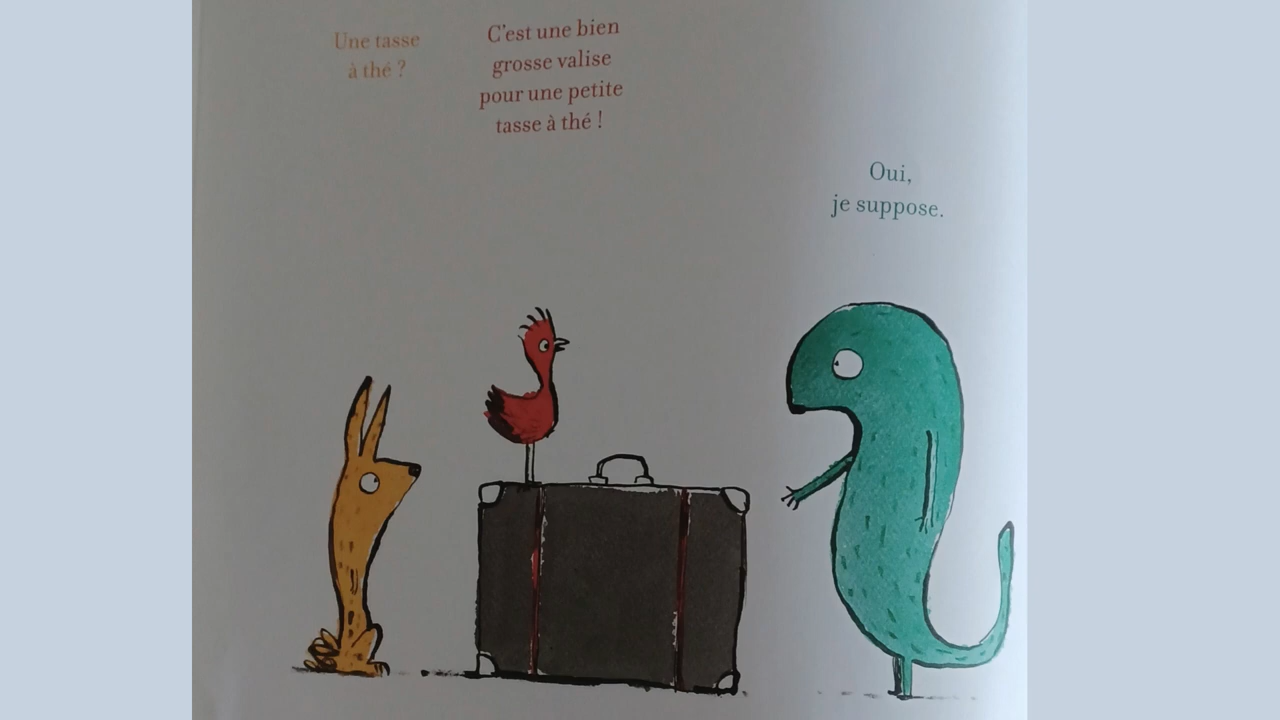 Une tasse
à thé ?
C'est une bien
grosse valise
pour une petite
tasse à thé !
Oui,
je suppose.